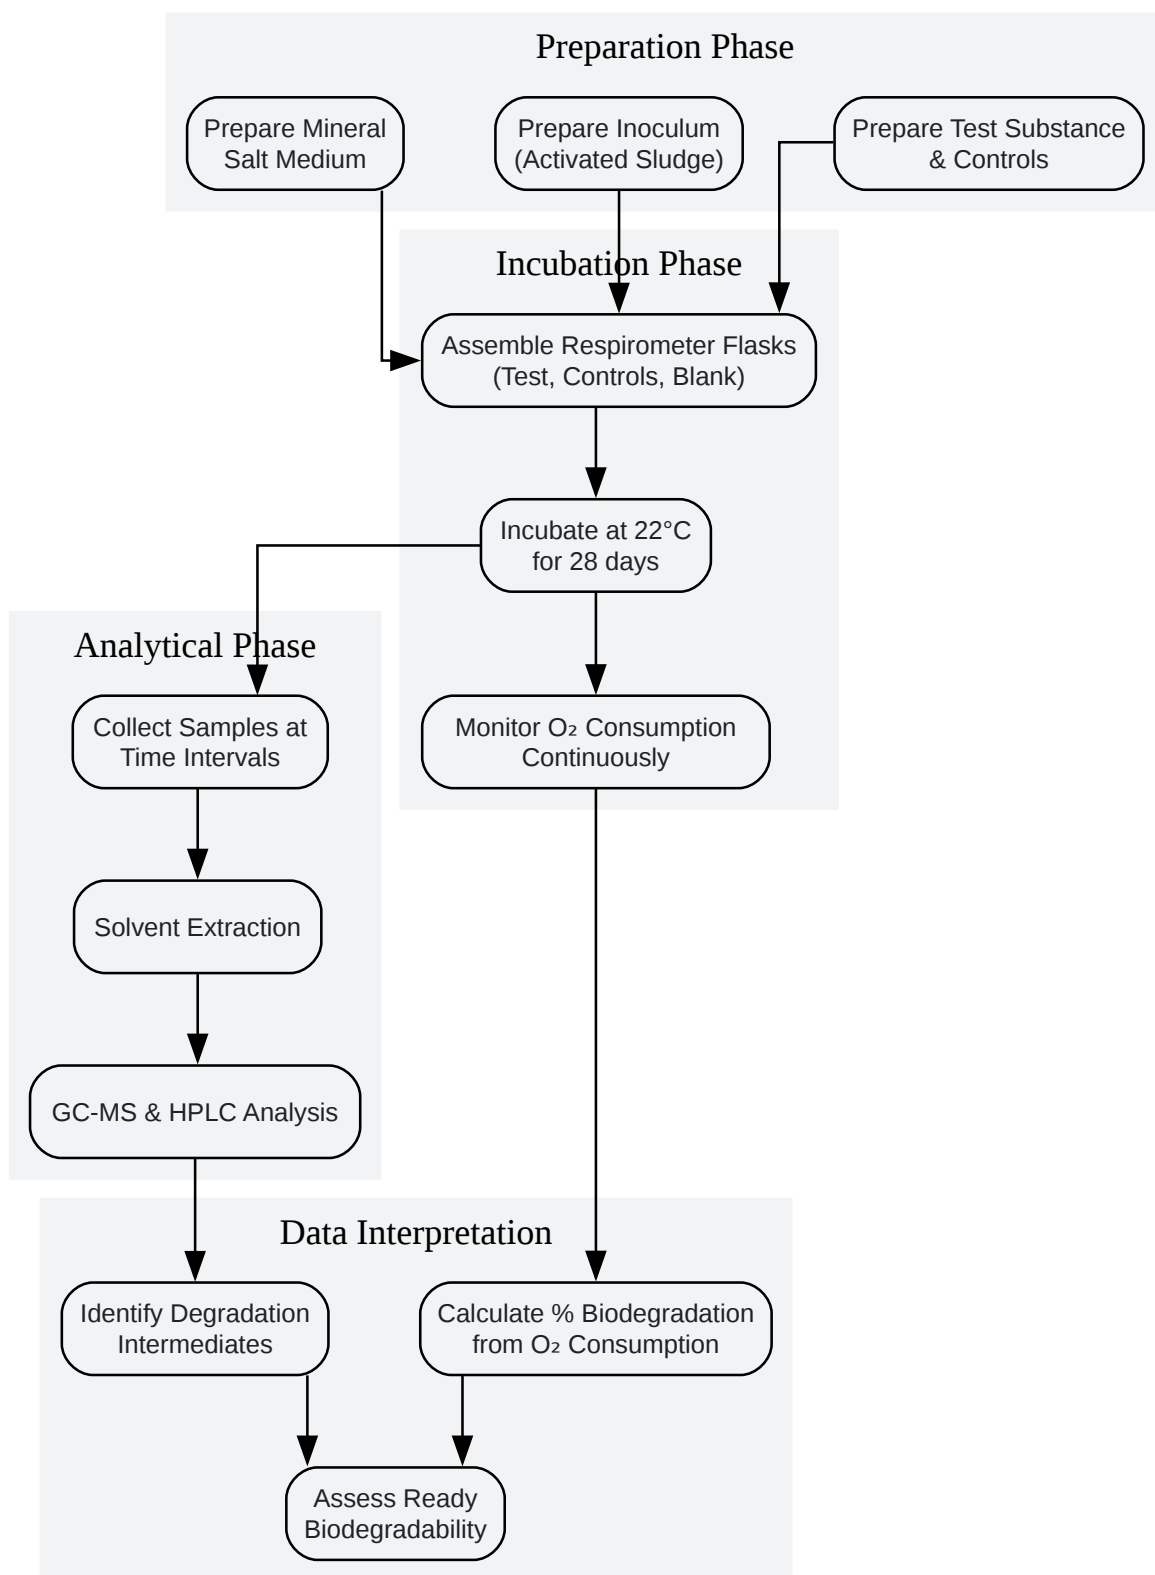 Preparation Phase
Prepare Mineral
Salt Medium
Prepare Inoculum
(Activated Sludge)
Prepare Test Substance
& Controls
Incubation Phase
Assemble Respirometer Flasks
(Test, Controls, Blank)
Incubate at 22°C
for 28 days
Analytical Phase
Collect Samples at
Time Intervals
Monitor O₂ Consumption
Continuously
Solvent Extraction
GC-MS & HPLC Analysis
Data Interpretation
Identify Degradation
Intermediates
Calculate % Biodegradation
from O₂ Consumption
Assess Ready
Biodegradability